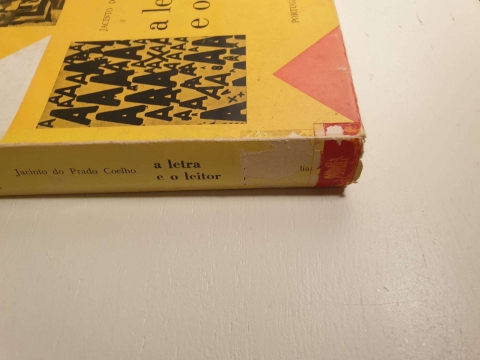 JACINTO DO
a le
e o
PORTUG
Jacinto do Prado Coelho
a letra
e o leitor